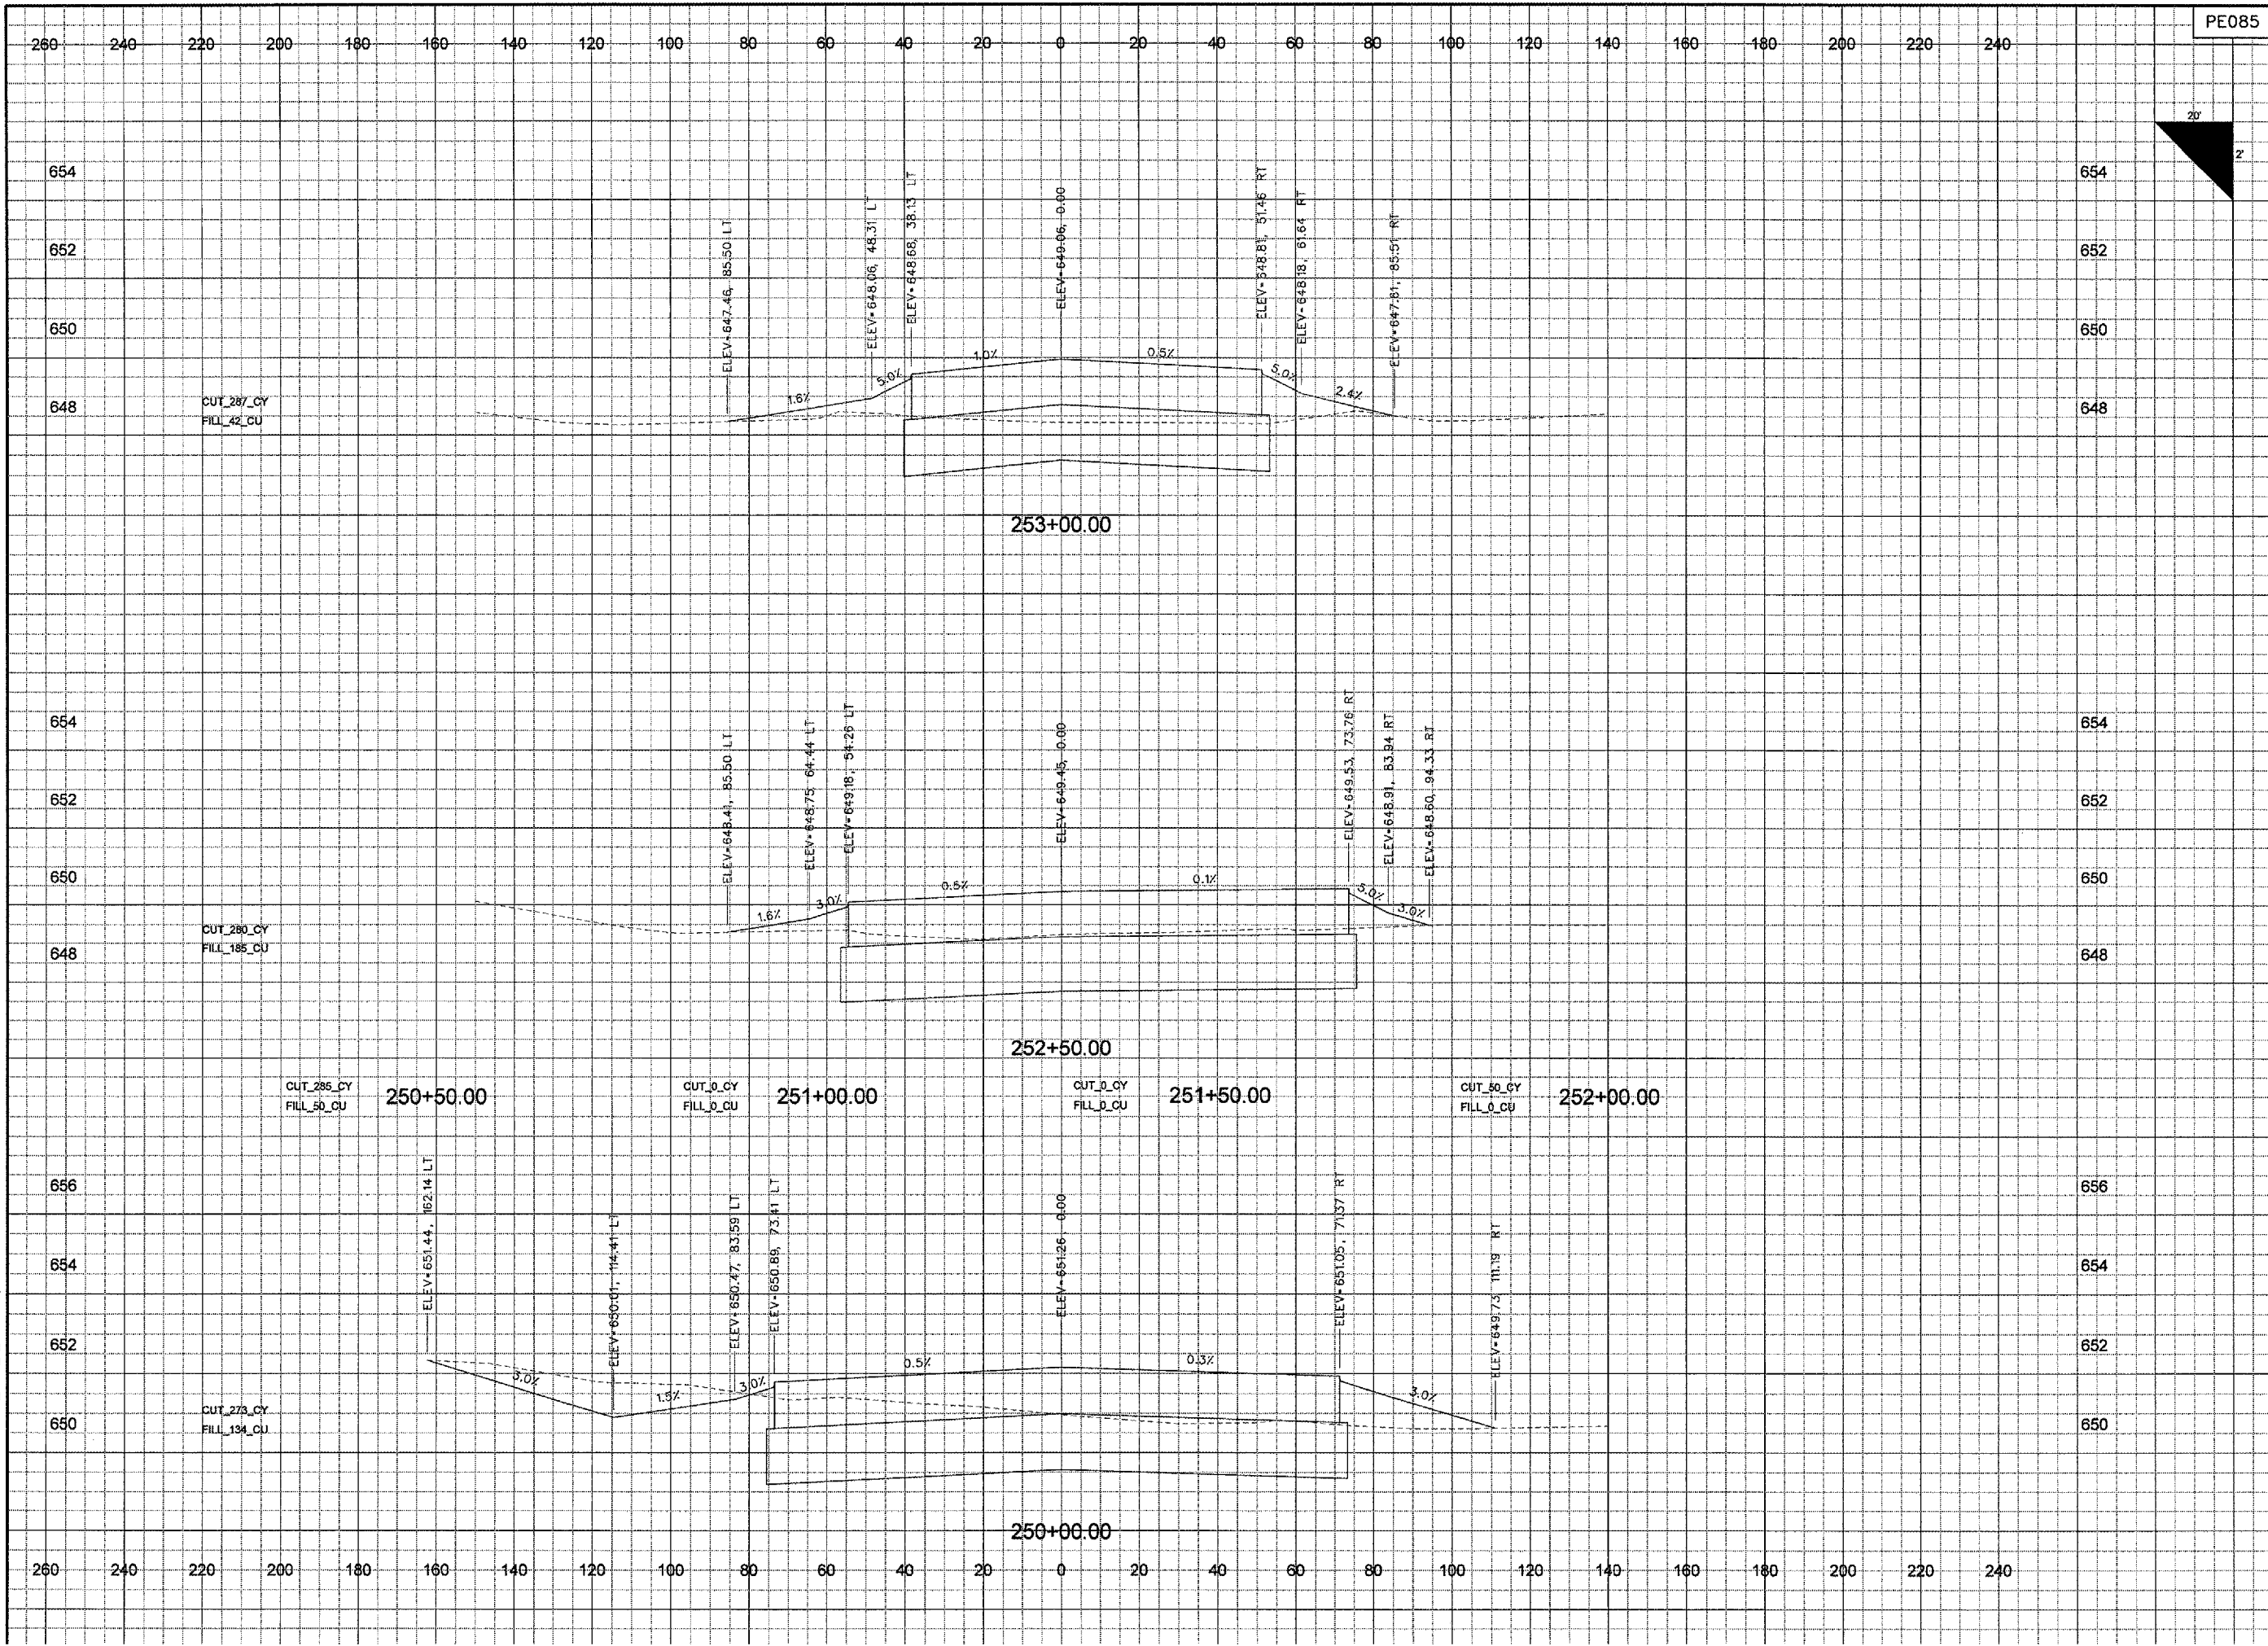 PE085
260 240 220 200 180 160 140 120 100 80 60 40 20 0 20 40 60 80 100 120 140 160 180 200 220 240
20'
2'
654 654
652 652
650 650
648 648
ELEV=647.46, 85.50 LT
ELEV=648.06, 48.31 LT
ELEV=648.68, 38.13 LT
ELEV=649.06, 0.00
ELEV=648.81, 51.46 RT
ELEV=648.18, 61.64 RT
ELEV=647.61, 85.51 RT
1.6% 5.0% 1.0% 0.5% 5.0% 2.4%
CUT_287_CY
FILL_42_CU
253+00.00
654 654
652 652
650 650
648 648
ELEV=648.41, 85.50 LT
ELEV=648.75, 64.44 LT
ELEV=649.18, 54.26 LT
ELEV=649.45, 0.00
ELEV=649.53, 73.76 RT
ELEV=648.91, 83.94 RT
ELEV=648.60, 94.33 RT
1.6% 3.0% 0.5% 0.1% 5.0% 3.0%
CUT_280_CY
FILL_185_CU
252+50.00
CUT_285_CY
FILL_50_CU
250+50.00
CUT_0_CY
FILL_0_CU
251+00.00
CUT_0_CY
FILL_0_CU
251+50.00
CUT_50_CY
FILL_0_CU
252+00.00
656 656
654 654
652 652
650 650
ELEV=651.44, 162.14 LT
ELEV=650.01, 114.41 LT
ELEV=650.47, 83.59 LT
ELEV=650.89, 73.41 LT
ELEV=651.26, 0.00
ELEV=651.05, 71.37 RT
ELEV=649.73, 111.19 RT
3.0% 1.5% 3.0% 0.5% 0.3% 3.0%
CUT_273_CY
FILL_134_CU
250+00.00
260 240 220 200 180 160 140 120 100 80 60 40 20 0 20 40 60 80 100 120 140 160 180 200 220 240